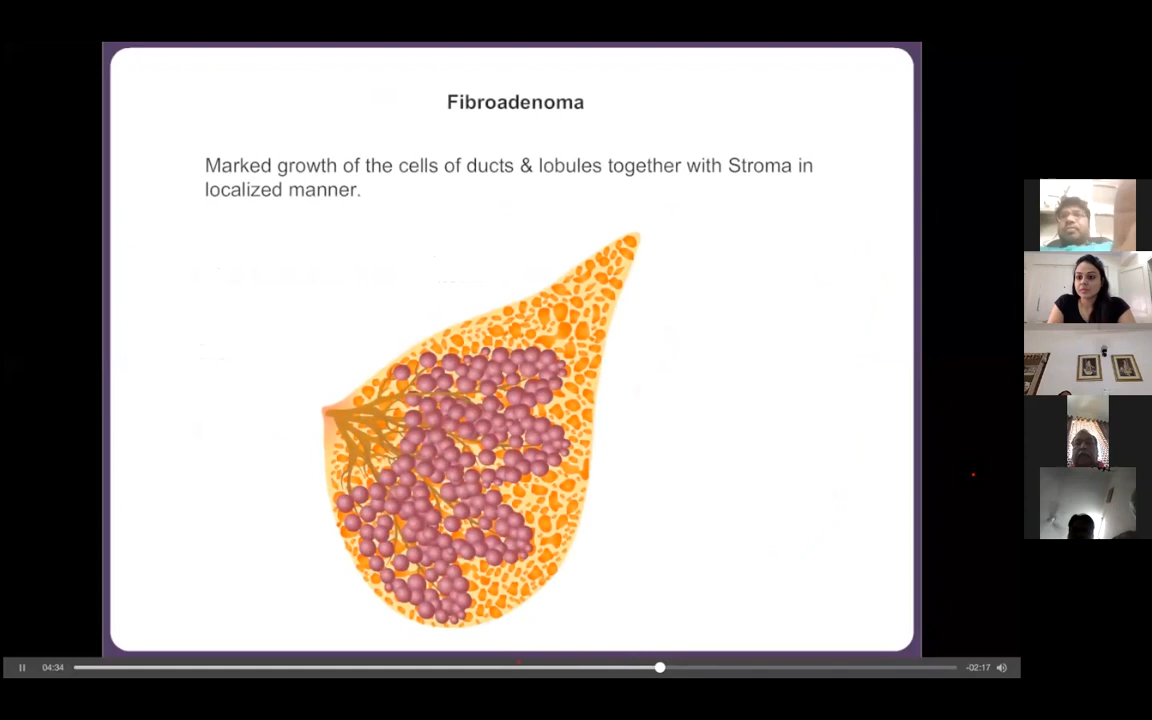 Fibroadenoma
Marked growth of the cells of ducts & lobules together with Stroma in
localized manner.
04:34
-02:17